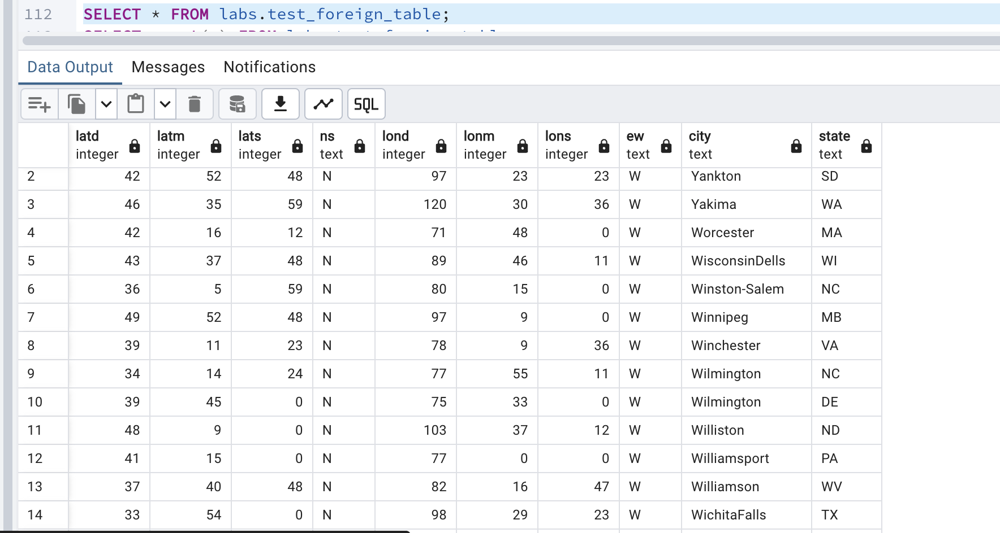 112 SELECT * FROM labs.test_foreign_table;
Data Output Messages Notifications
SQL
latd latm lats ns lond lonm lons ew city state
integer integer integer text integer integer integer text text text
2 42 52 48 N 97 23 23 W Yankton SD
3 46 35 59 N 120 30 36 W Yakima WA
4 42 16 12 N 71 48 0 W Worcester MA
5 43 37 48 N 89 46 11 W WisconsinDells WI
6 36 5 59 N 80 15 0 W Winston-Salem NC
7 49 52 48 N 97 9 0 W Winnipeg MB
8 39 11 23 N 78 9 36 W Winchester VA
9 34 14 24 N 77 55 11 W Wilmington NC
10 39 45 0 N 75 33 0 W Wilmington DE
11 48 9 0 N 103 37 12 W Williston ND
12 41 15 0 N 77 0 0 W Williamsport PA
13 37 40 48 N 82 16 47 W Williamson WV
14 33 54 0 N 98 29 23 W WichitaFalls TX